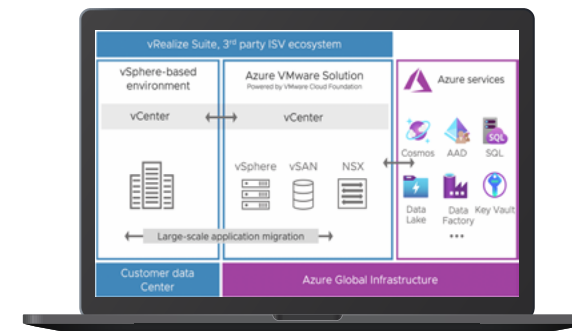 vRealize Suite, 3rd party ISV ecosystem
vSphere-based
environment
vCenter
Azure VMware Solution
Powered by VMware Cloud Foundation
vCenter
vSphere
vSAN
NSX
Large-scale application migration
Azure services
Cosmos
AAD
SQL
SQL
Data
Lake
Data
Factory
Key Vault
...
Customer data
Center
Azure Global Infrastructure